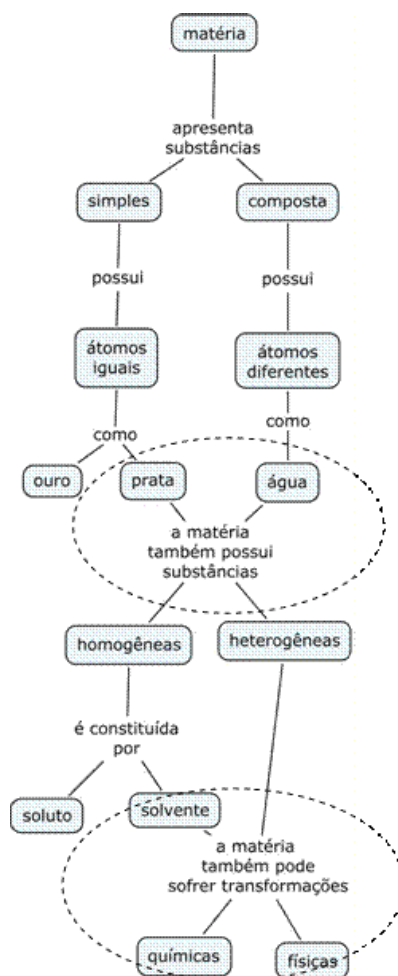 matéria
apresenta
substâncias
simples
composta
possui
possui
átomos
iguais
átomos
diferentes
como
como
ouro
prata
água
a matéria
também possui
substâncias
homogêneas
heterogêneas
é constituída
por
soluto
solvente
a matéria
também pode
sofrer transformações
químicas
físicas